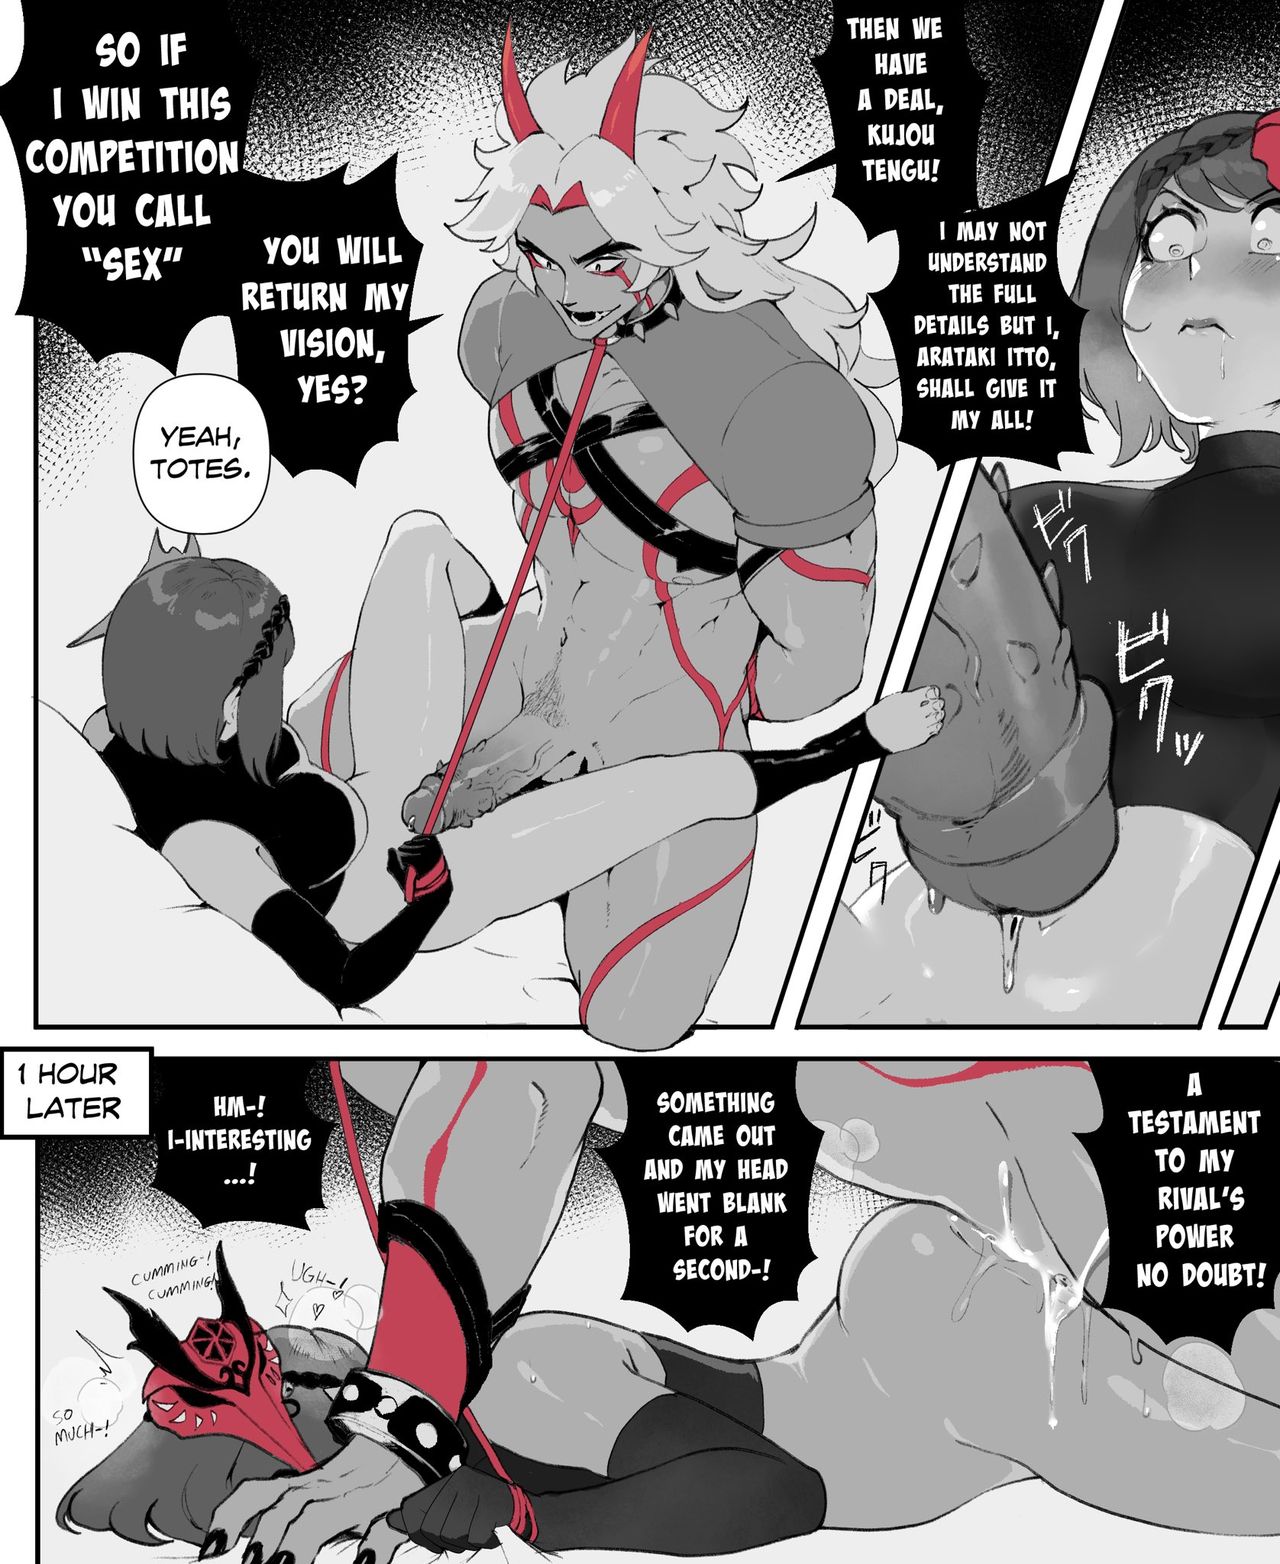 SO IF
I WIN THIS
COMPETITION
YOU CALL
“SEX”
YOU WILL
RETURN MY
VISION,
YES?
YEAH,
TOTES.
THEN WE
HAVE
A DEAL,
KUJOU
TENGU!
I MAY NOT
UNDERSTAND
THE FULL
DETAILS BUT I,
ARATAKI ITTO,
SHALL GIVE IT
MY ALL!
ビク
ビクッ
ビク
1 HOUR
LATER
HM-!
I-INTERESTING
...!
CUMMING-!
CUMMING!
UGH-!
SO
MUCH-!
SOMETHING
CAME OUT
AND MY HEAD
WENT BLANK
FOR A
SECOND-!
A
TESTAMENT
TO MY
RIVAL'S
POWER
NO DOUBT!